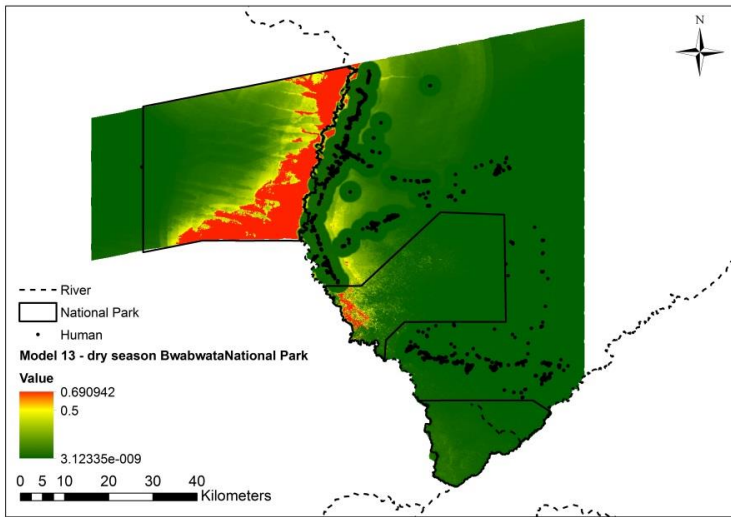 N
River
National Park
Human
Model 13 - dry season BwabwataNational Park
Value
0.690942
0.5
3.12335e-009
0 5 10 20 30 40
Kilometers